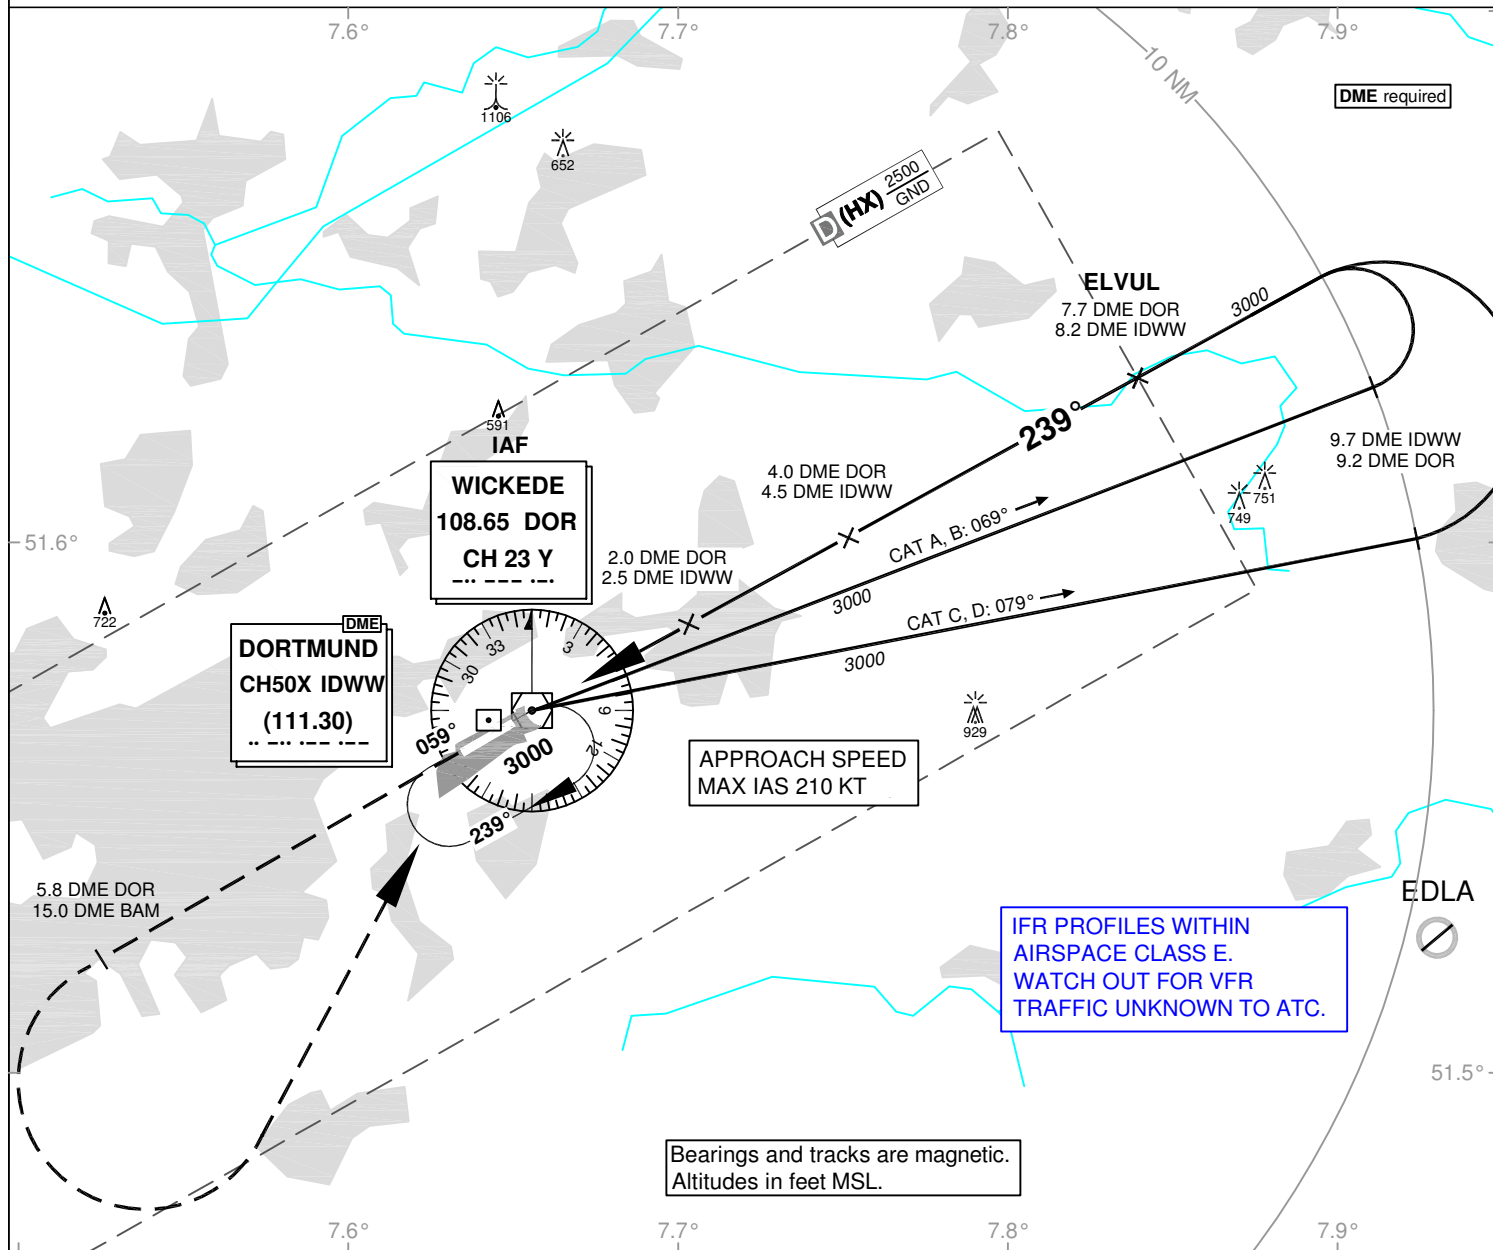 7.6°
7.7°
7.8°
7.9°
10 NM
DME required
1106
652
D (HX) 2500
GND
ELVUL
7.7 DME DOR
8.2 DME IDWW
3000
239°
591
IAF
WICKEDE
108.65 DOR
CH 23 Y
–·· ––– ·–·
4.0 DME DOR
4.5 DME IDWW
9.7 DME IDWW
9.2 DME DOR
751
749
51.6°
CAT A, B: 069°
3000
2.0 DME DOR
2.5 DME IDWW
CAT C, D: 079°
3000
722
DME
DORTMUND
CH50X IDWW
(111.30)
·· –·· ·–– ·––
33
3
30
9
12
059°
3000
239°
929
APPROACH SPEED
MAX IAS 210 KT
5.8 DME DOR
15.0 DME BAM
EDLA
IFR PROFILES WITHIN
AIRSPACE CLASS E.
WATCH OUT FOR VFR
TRAFFIC UNKNOWN TO ATC.
51.5°
Bearings and tracks are magnetic.
Altitudes in feet MSL.
7.6°
7.7°
7.8°
7.9°